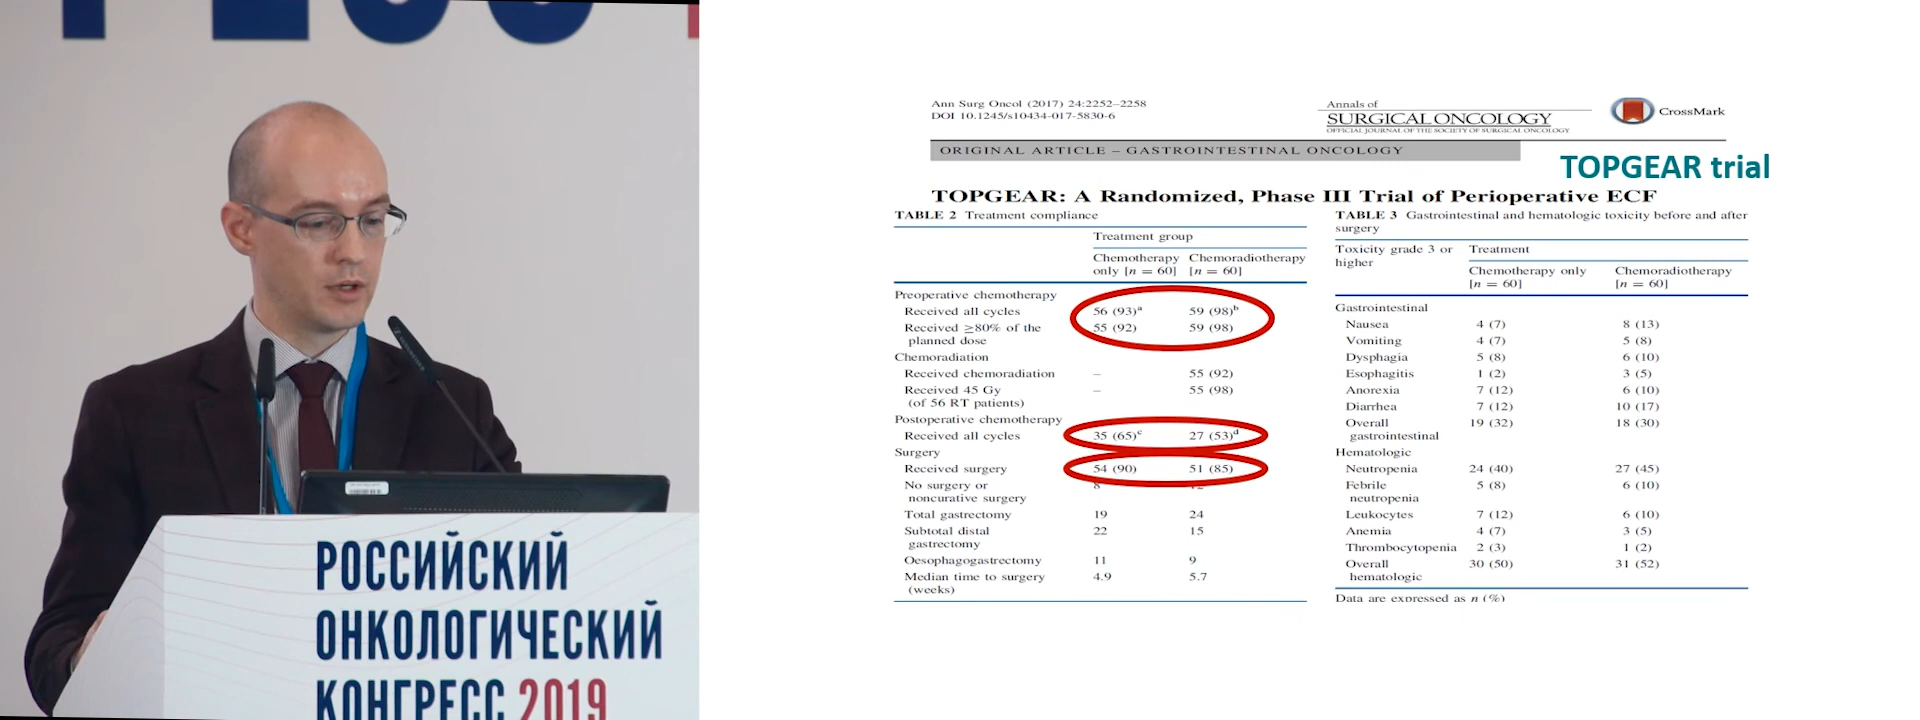 РОССИЙСКИЙ
ОНКОЛОГИЧЕСКИЙ
КОНГРЕСС 2019
Ann Surg Oncol (2017) 24:2252–2258
DOI 10.1245/s10434-017-5830-6
Annals of
SURGICAL ONCOLOGY
OFFICIAL JOURNAL OF THE SOCIETY OF SURGICAL ONCOLOGY
CrossMark
ORIGINAL ARTICLE – GASTROINTESTINAL ONCOLOGY
TOPGEAR trial
TOPGEAR: A Randomized, Phase III Trial of Perioperative ECF
TABLE 2 Treatment compliance
Treatment group
Chemotherapy Chemoradiotherapy
only [n = 60] [n = 60]
Preoperative chemotherapy
Received all cycles 56 (93)ᵃ 59 (98)ᵇ
Received ≥80% of the 55 (92) 59 (98)
planned dose
Chemoradiation
Received chemoradiation – 55 (92)
Received 45 Gy – 55 (98)
(of 56 RT patients)
Postoperative chemotherapy
Received all cycles 35 (65)ᶜ 27 (53)ᵈ
Surgery
Received surgery 54 (90) 51 (85)
No surgery or 8
noncurative surgery
Total gastrectomy 19 24
Subtotal distal 22 15
gastrectomy
Oesophagogastrectomy 11 9
Median time to surgery 4.9 5.7
(weeks)
TABLE 3 Gastrointestinal and hematologic toxicity before and after
surgery
Toxicity grade 3 or Treatment
higher
Chemotherapy only Chemoradiotherapy
[n = 60] [n = 60]
Gastrointestinal
Nausea 4 (7) 8 (13)
Vomiting 4 (7) 5 (8)
Dysphagia 5 (8) 6 (10)
Esophagitis 1 (2) 3 (5)
Anorexia 7 (12) 6 (10)
Diarrhea 7 (12) 10 (17)
Overall 19 (32) 18 (30)
gastrointestinal
Hematologic
Neutropenia 24 (40) 27 (45)
Febrile 5 (8) 6 (10)
neutropenia
Leukocytes 7 (12) 6 (10)
Anemia 4 (7) 3 (5)
Thrombocytopenia 2 (3) 1 (2)
Overall 30 (50) 31 (52)
hematologic
Data are expressed as n (%)